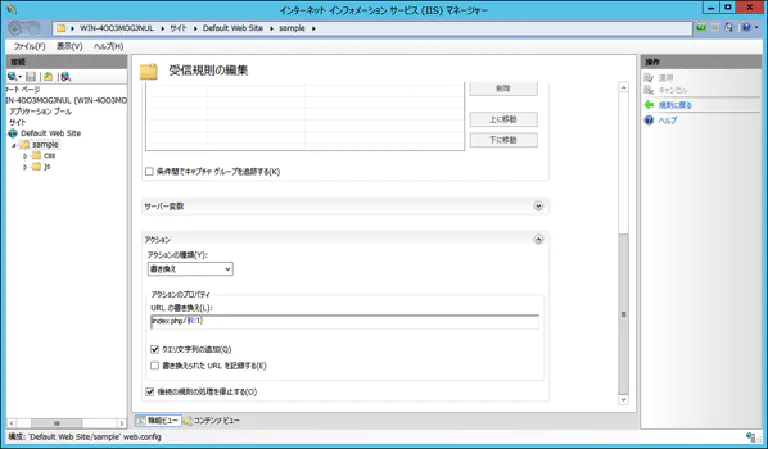 インターネット インフォメーション サービス (IIS) マネージャー
WIN-4OO3M0GJNUL ▸ サイト ▸ Default Web Site ▸ sample ▸
ファイル(F) 表示(V) ヘルプ(H)
接続
タート ページ
WIN-4OO3M0GJNUL (WIN-4OO3M0
アプリケーション プール
サイト
Default Web Site
sample
css
js
受信規則の編集
削除
上に移動
下に移動
条件間でキャプチャ グループを追跡する(K)
サーバー変数
アクション
アクションの種類(Y):
書き換え
アクションのプロパティ
URL の書き換え(L):
index.php/{R:1}
クエリ文字列の追加(Q)
書き換えられた URL を記録する(E)
後続の規則の処理を停止する(O)
機能ビュー コンテンツ ビュー
操作
適用
キャンセル
規則に戻る
ヘルプ
構成: 'Default Web Site/sample' web.config